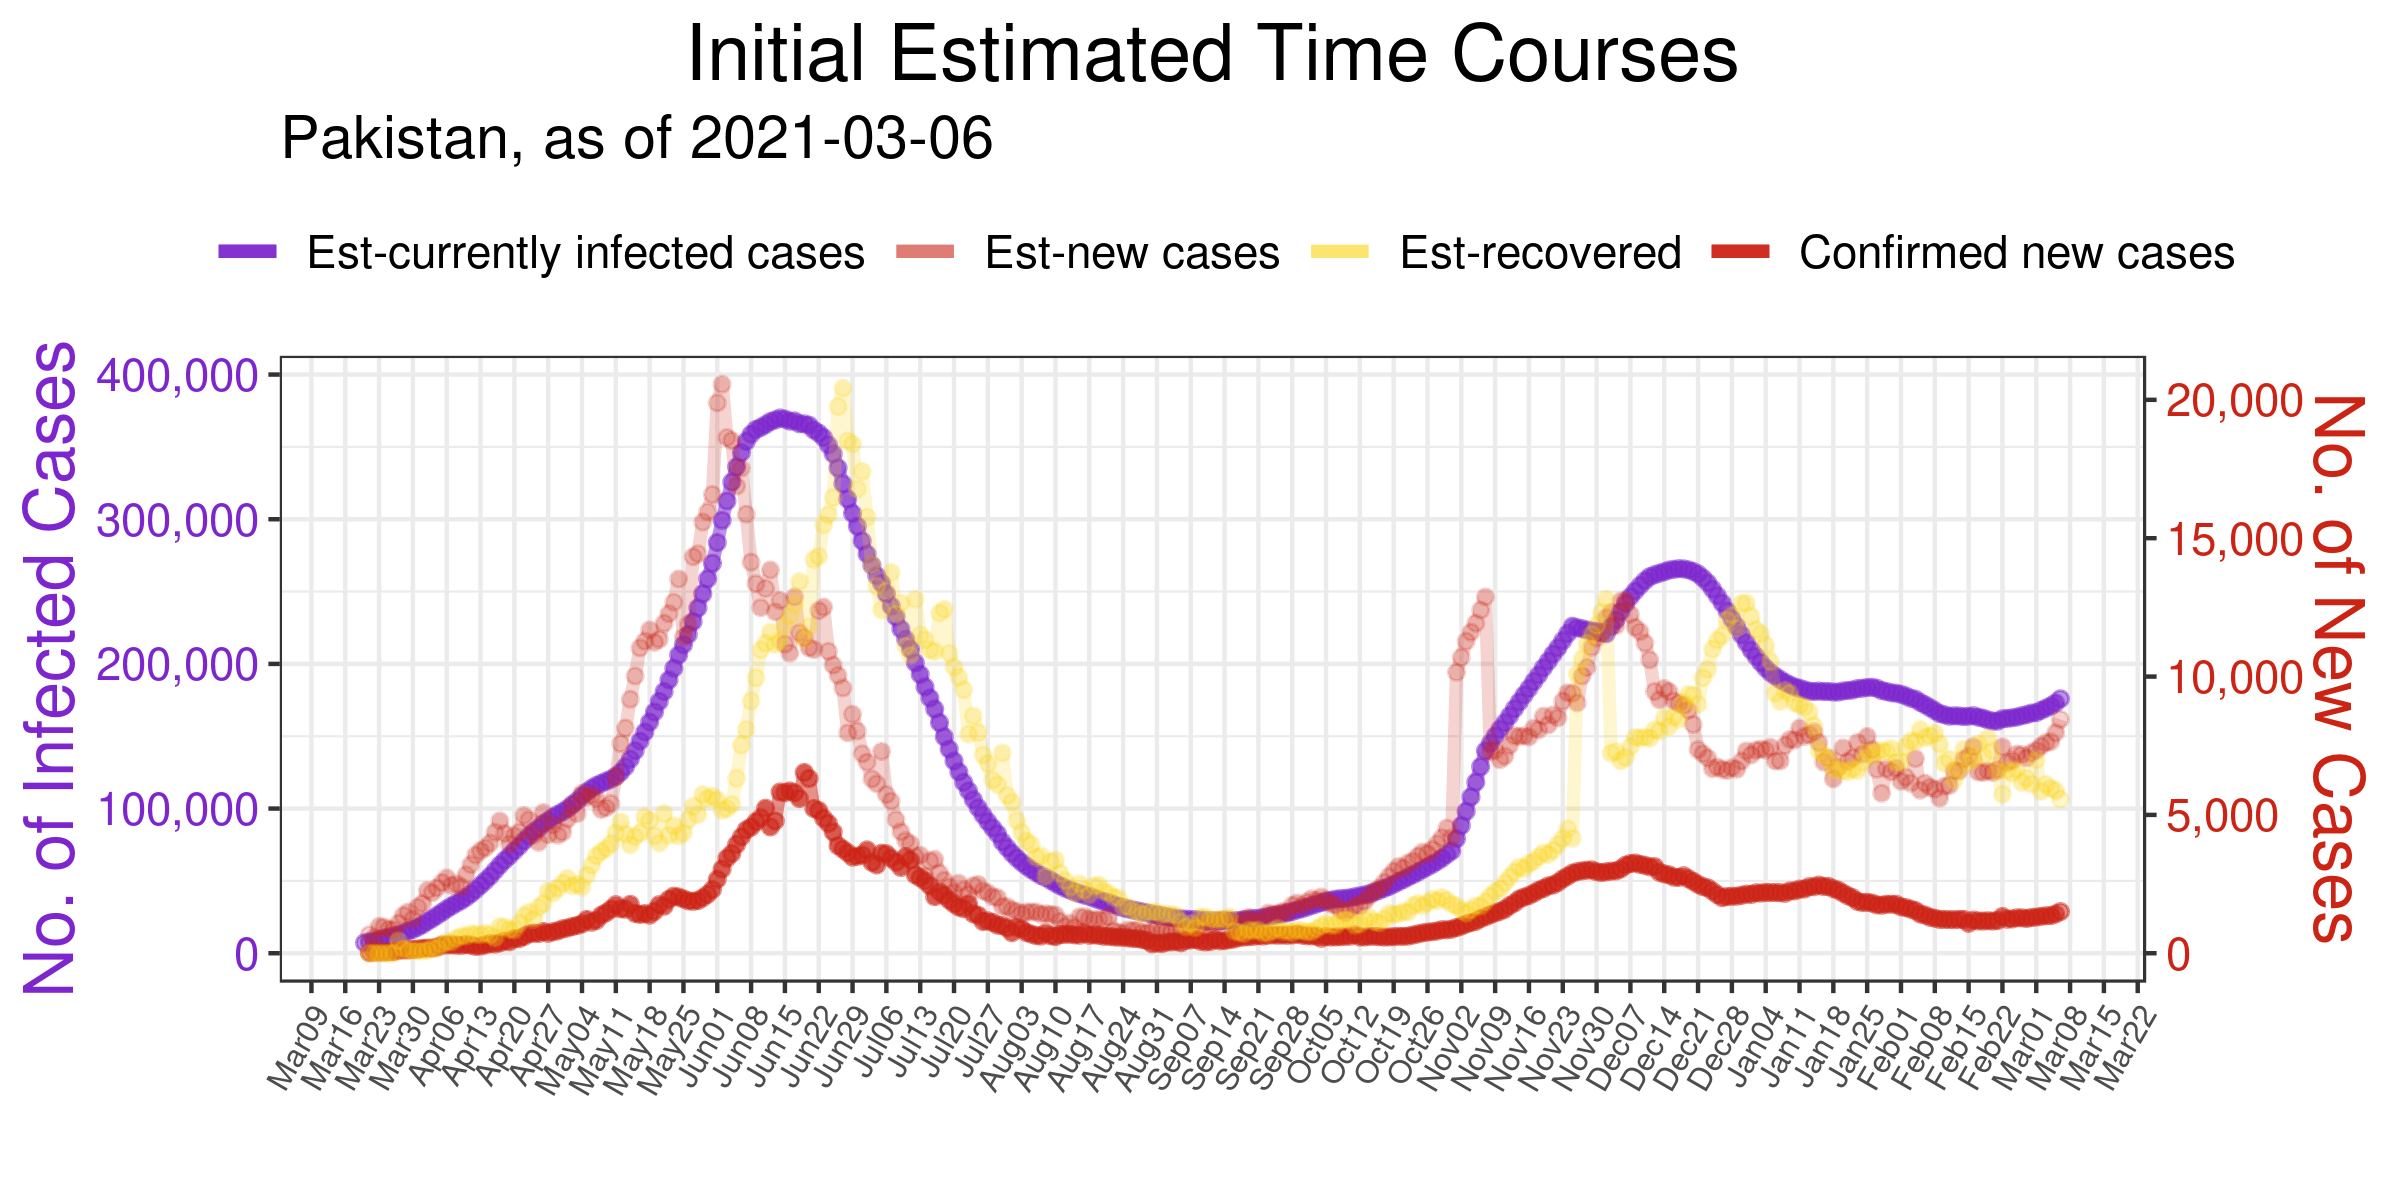 Initial Estimated Time Courses
Pakistan, as of 2021-03-06
Est-currently infected cases Est-new cases Est-recovered Confirmed new cases
No. of Infected Cases
400,000
300,000
200,000
100,000
0
20,000
15,000
10,000
5,000
0
No. of New Cases
Mar09 Mar16 Mar23 Mar30 Apr06 Apr13 Apr20 Apr27 May04 May11 May18 May25 Jun01 Jun08 Jun15 Jun22 Jun29 Jul06 Jul13 Jul20 Jul27 Aug03 Aug10 Aug17 Aug24 Aug31 Sep07 Sep14 Sep21 Sep28 Oct05 Oct12 Oct19 Oct26 Nov02 Nov09 Nov16 Nov23 Nov30 Dec07 Dec14 Dec21 Dec28 Jan04 Jan11 Jan18 Jan25 Feb01 Feb08 Feb15 Feb22 Mar01 Mar08 Mar15 Mar22